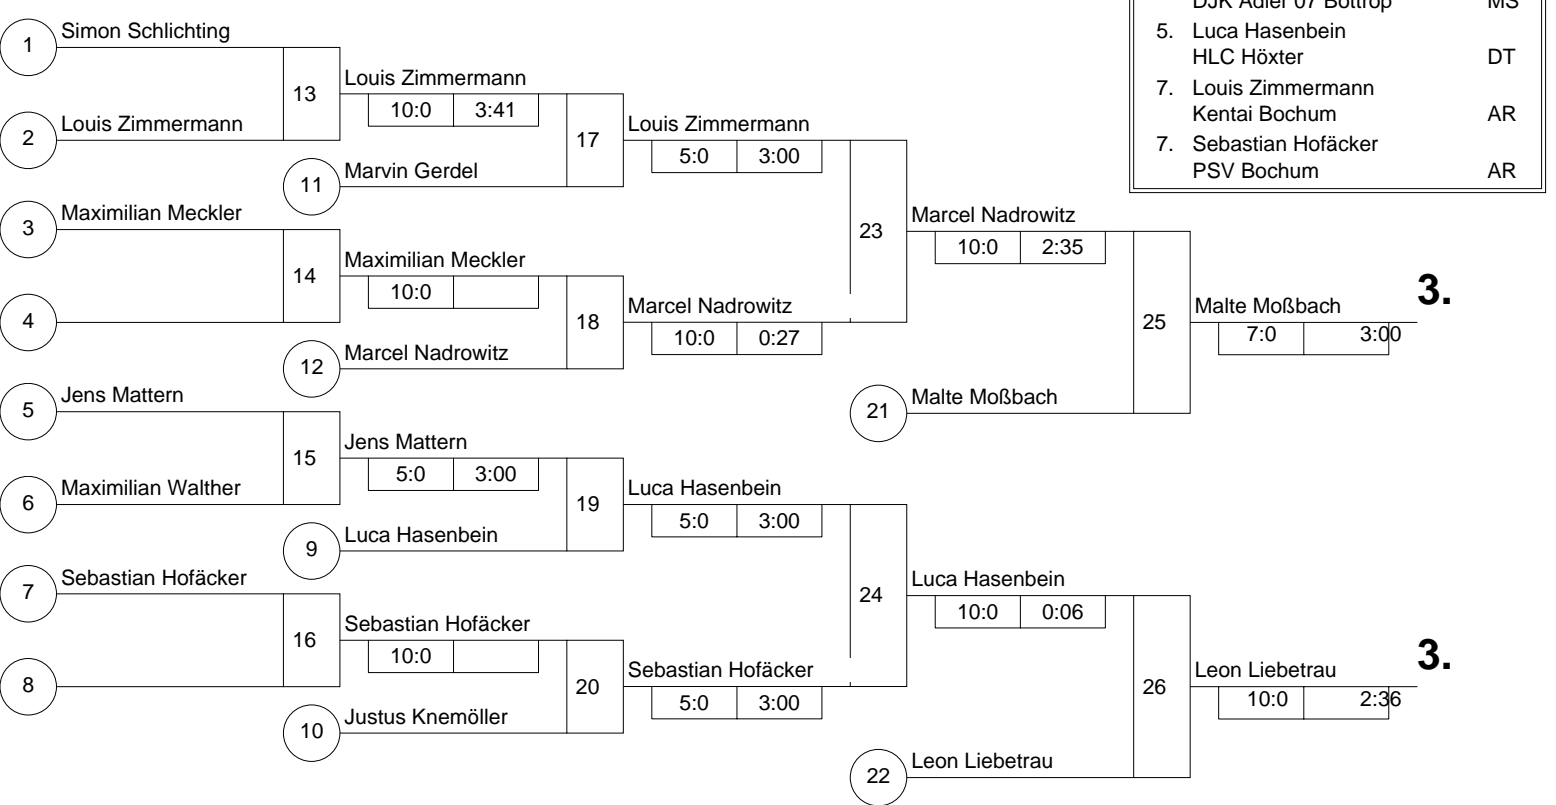 DJK Adler 07 Bottrop MS
5. Luca Hasenbein
HLC Höxter DT
7. Louis Zimmermann
Kentai Bochum AR
7. Sebastian Hofäcker
PSV Bochum AR
1 Simon Schlichting
13 Louis Zimmermann
10:0 3:41
2 Louis Zimmermann
17 Louis Zimmermann
5:0 3:00
11 Marvin Gerdel
3 Maximilian Meckler
23 Marcel Nadrowitz
10:0 2:35
14 Maximilian Meckler
10:0
4
18 Marcel Nadrowitz
10:0 0:27
12 Marcel Nadrowitz
25 Malte Moßbach 3.
7:0 3:00
21 Malte Moßbach
5 Jens Mattern
15 Jens Mattern
5:0 3:00
6 Maximilian Walther
19 Luca Hasenbein
5:0 3:00
9 Luca Hasenbein
7 Sebastian Hofäcker
24 Luca Hasenbein
10:0 0:06
16 Sebastian Hofäcker
10:0
8
20 Sebastian Hofäcker
5:0 3:00
10 Justus Knemöller
26 Leon Liebetrau 3.
10:0 2:36
22 Leon Liebetrau